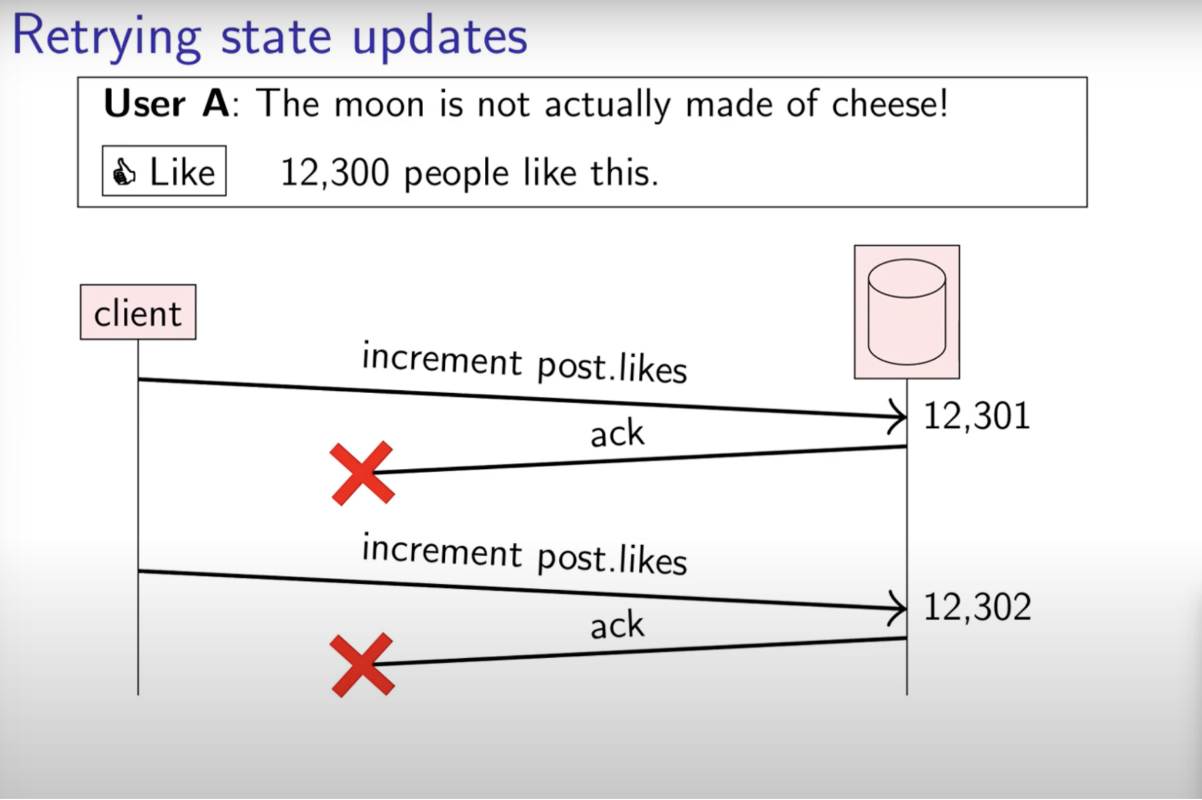 Retrying state updates
User A: The moon is not actually made of cheese!
👍 Like 12,300 people like this.
client
increment post.likes
12,301
ack
increment post.likes
12,302
ack